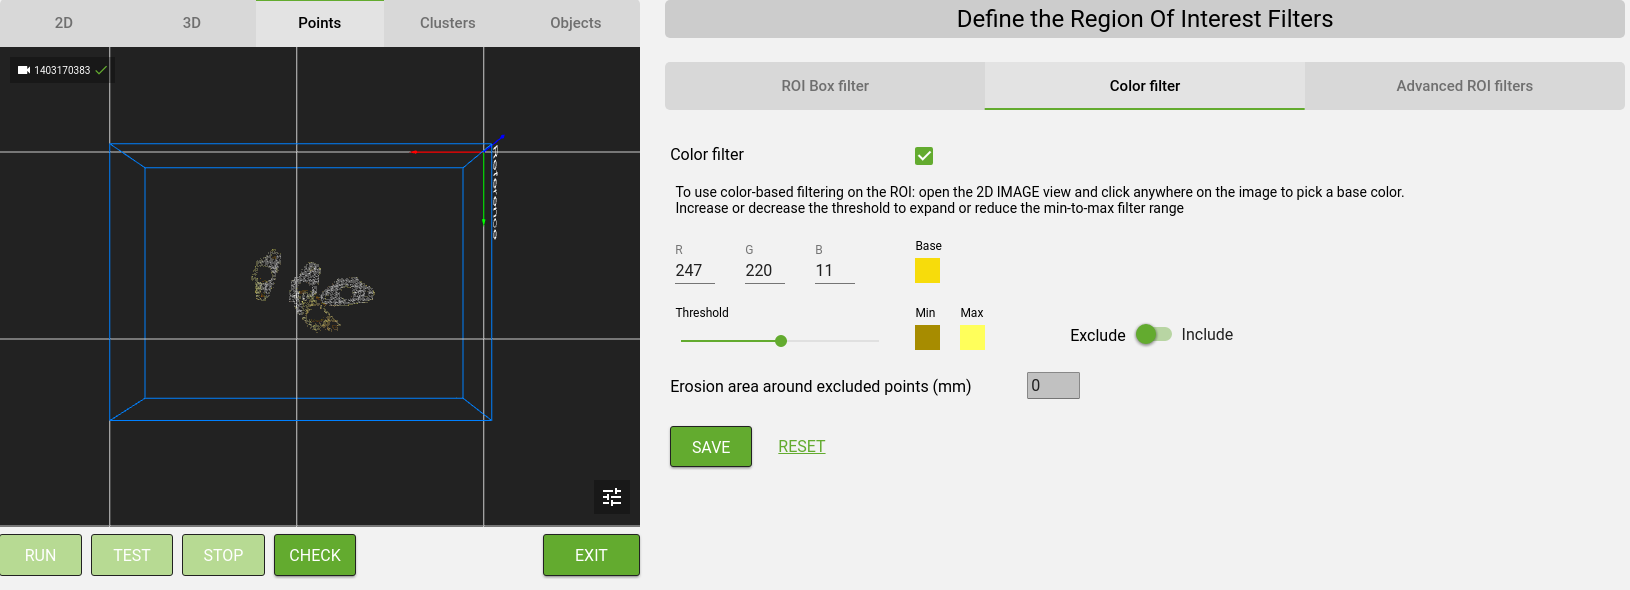 2D
3D
Points
Clusters
Objects
1403170383
Reference
RUN
TEST
STOP
CHECK
EXIT
Define the Region Of Interest Filters
ROI Box filter
Color filter
Advanced ROI filters
Color filter
To use color-based filtering on the ROI: open the 2D IMAGE view and click anywhere on the image to pick a base color.
Increase or decrease the threshold to expand or reduce the min-to-max filter range
R
G
B
Base
247
220
11
Threshold
Min
Max
Exclude
Include
Erosion area around excluded points (mm)
0
SAVE
RESET